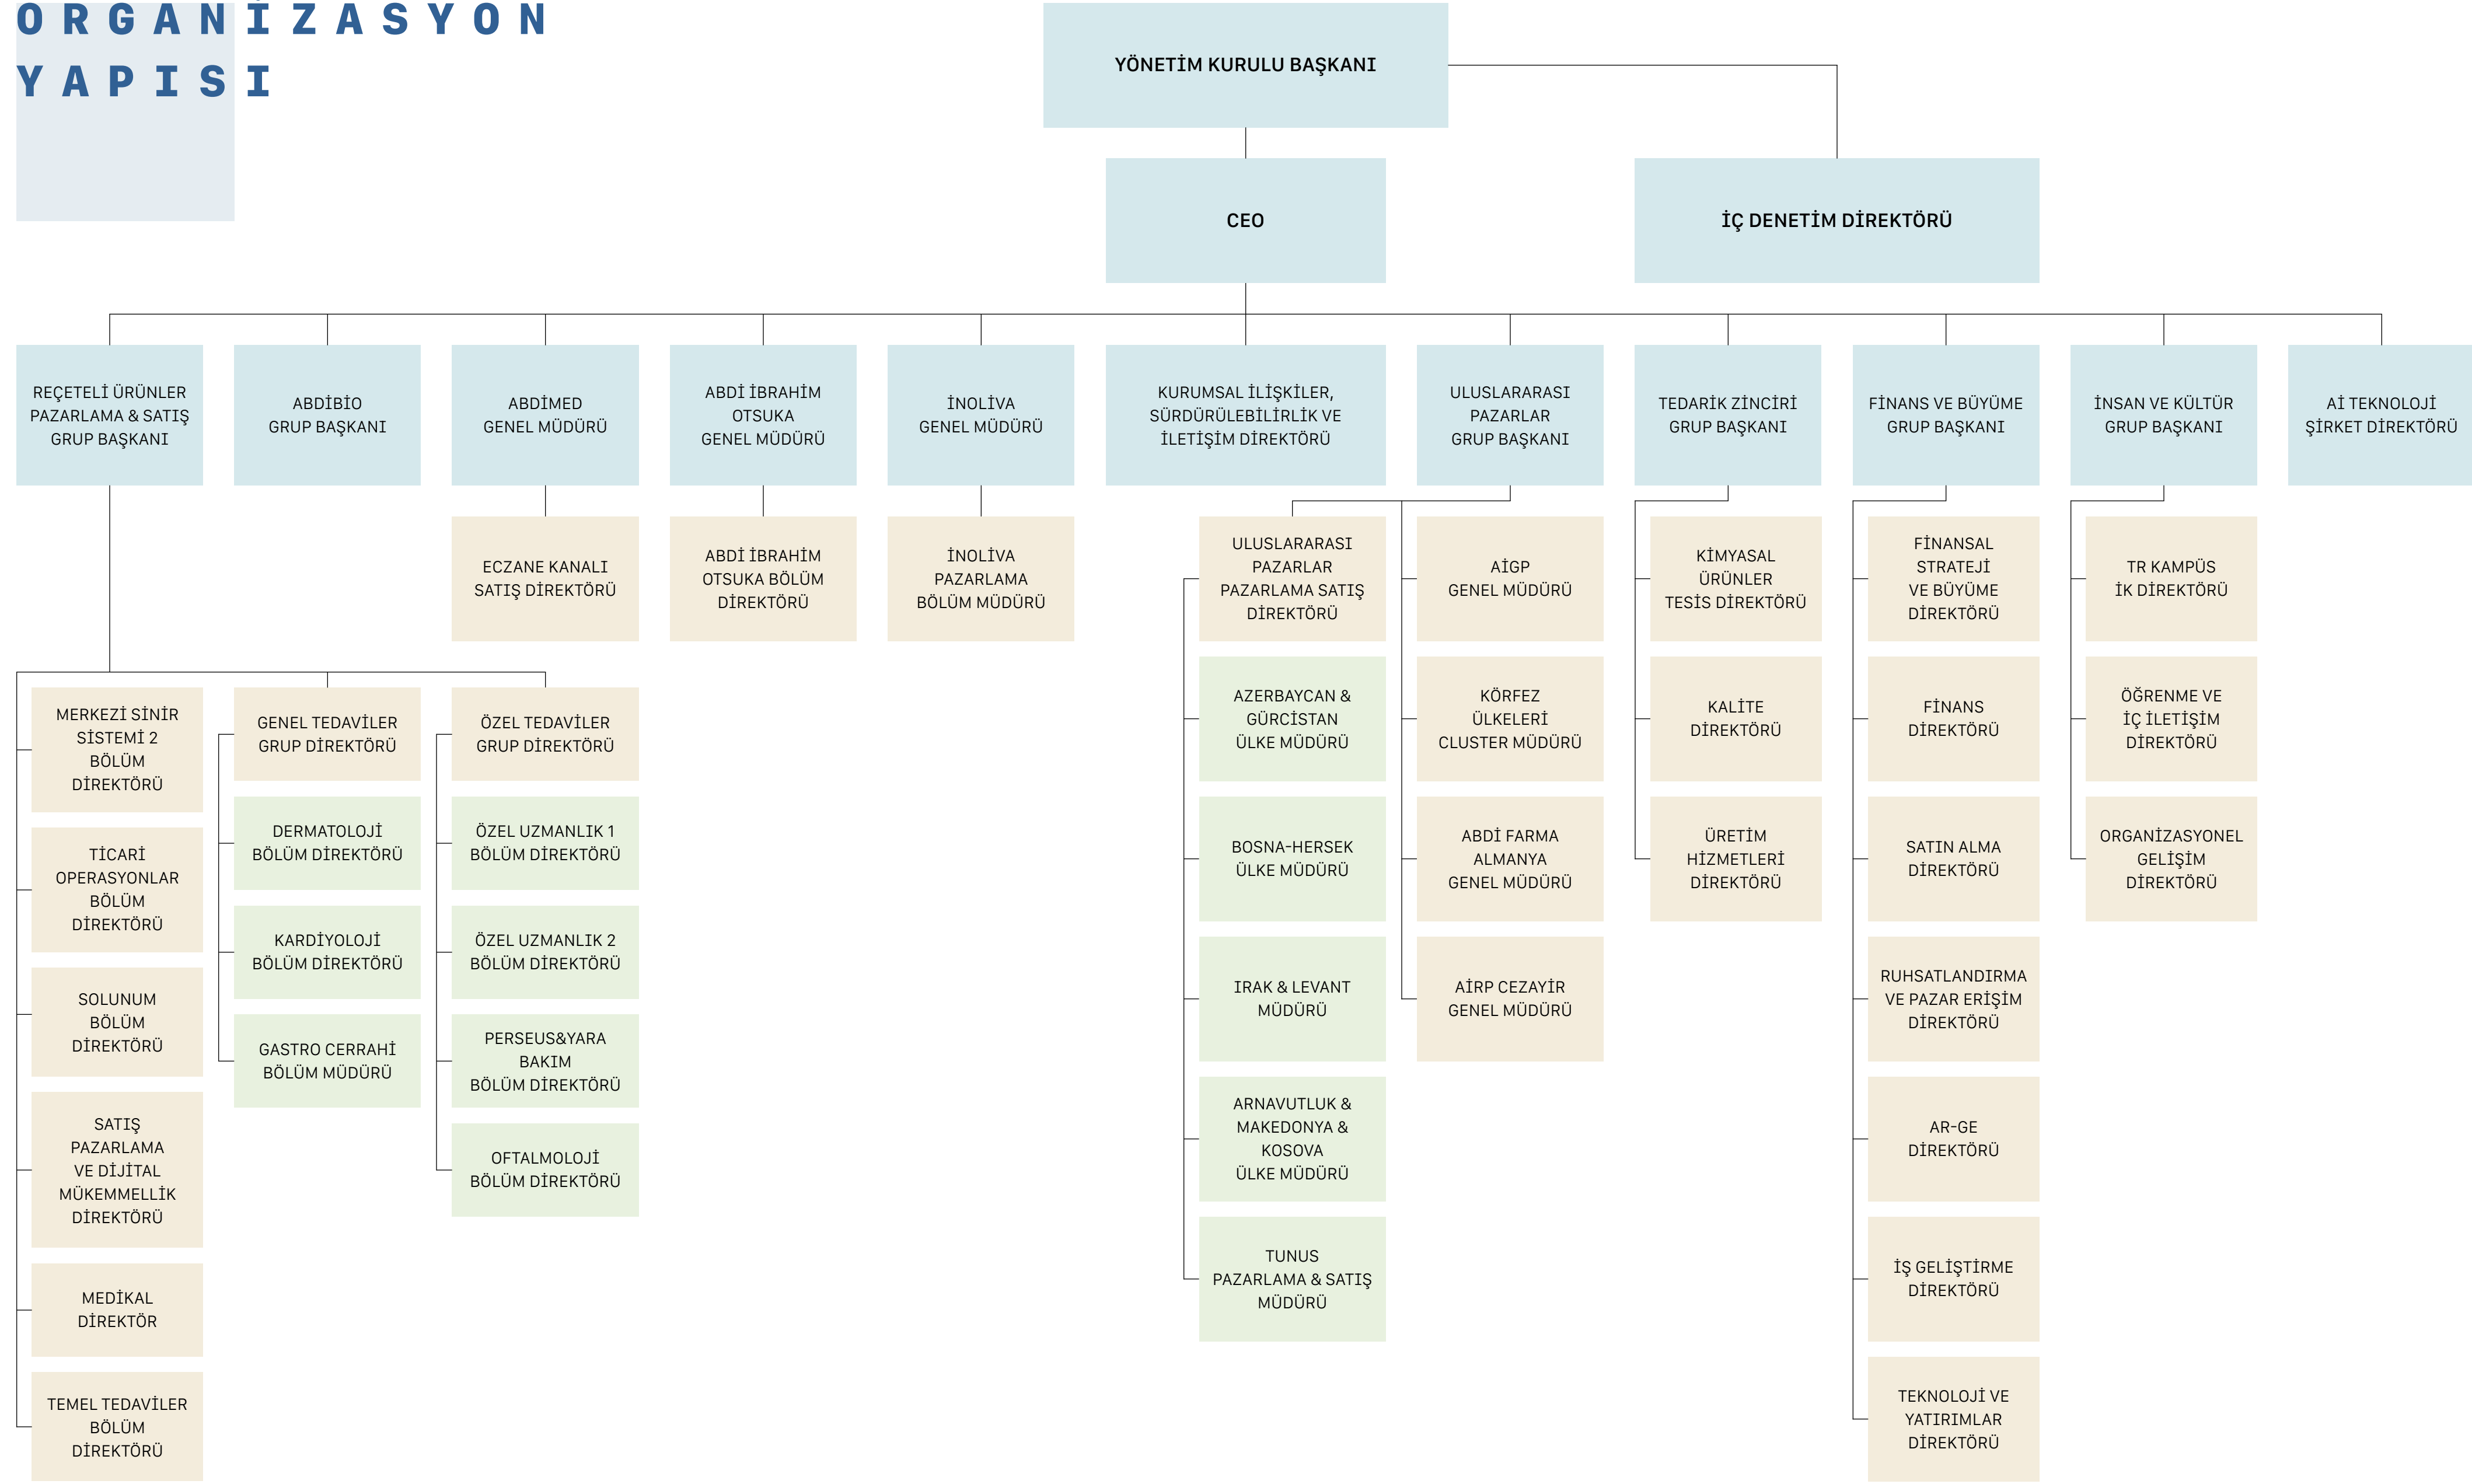 ORGANİZASYON
YAPISI
YÖNETİM KURULU BAŞKANI
CEO
İÇ DENETİM DİREKTÖRÜ
REÇETELİ ÜRÜNLER
PAZARLAMA & SATIŞ
GRUP BAŞKANI
ABDİBİO
GRUP BAŞKANI
ABDİMED
GENEL MÜDÜRÜ
ABDİ İBRAHİM
OTSUKA
GENEL MÜDÜRÜ
İNOLİVA
GENEL MÜDÜRÜ
KURUMSAL İLİŞKİLER,
SÜRDÜRÜLEBİLİRLİK VE
İLETİŞİM DİREKTÖRÜ
ULUSLARARASI
PAZARLAR
GRUP BAŞKANI
TEDARİK ZİNCİRİ
GRUP BAŞKANI
FİNANS VE BÜYÜME
GRUP BAŞKANI
İNSAN VE KÜLTÜR
GRUP BAŞKANI
Aİ TEKNOLOJİ
ŞİRKET DİREKTÖRÜ
ECZANE KANALI
SATIŞ DİREKTÖRÜ
ABDİ İBRAHİM
OTSUKA BÖLÜM
DİREKTÖRÜ
İNOLİVA
PAZARLAMA
BÖLÜM MÜDÜRÜ
MERKEZİ SİNİR
SİSTEMİ 2
BÖLÜM
DİREKTÖRÜ
TİCARİ
OPERASYONLAR
BÖLÜM
DİREKTÖRÜ
SOLUNUM
BÖLÜM
DİREKTÖRÜ
SATIŞ
PAZARLAMA
VE DİJİTAL
MÜKEMMELLİK
DİREKTÖRÜ
MEDİKAL
DİREKTÖR
TEMEL TEDAVİLER
BÖLÜM
DİREKTÖRÜ
GENEL TEDAVİLER
GRUP DİREKTÖRÜ
DERMATOLOJİ
BÖLÜM DİREKTÖRÜ
KARDİYOLOJİ
BÖLÜM DİREKTÖRÜ
GASTRO CERRAHİ
BÖLÜM MÜDÜRÜ
ÖZEL TEDAVİLER
GRUP DİREKTÖRÜ
ÖZEL UZMANLIK 1
BÖLÜM DİREKTÖRÜ
ÖZEL UZMANLIK 2
BÖLÜM DİREKTÖRÜ
PERSEUS&YARA
BAKIM
BÖLÜM DİREKTÖRÜ
OFTALMOLOJİ
BÖLÜM DİREKTÖRÜ
ULUSLARARASI
PAZARLAR
PAZARLAMA SATIŞ
DİREKTÖRÜ
AZERBAYCAN &
GÜRCİSTAN
ÜLKE MÜDÜRÜ
BOSNA-HERSEK
ÜLKE MÜDÜRÜ
IRAK & LEVANT
MÜDÜRÜ
ARNAVUTLUK &
MAKEDONYA &
KOSOVA
ÜLKE MÜDÜRÜ
TUNUS
PAZARLAMA & SATIŞ
MÜDÜRÜ
AİGP
GENEL MÜDÜRÜ
KÖRFEZ
ÜLKELERİ
CLUSTER MÜDÜRÜ
ABDİ FARMA
ALMANYA
GENEL MÜDÜRÜ
AİRP CEZAYİR
GENEL MÜDÜRÜ
KİMYASAL
ÜRÜNLER
TESİS DİREKTÖRÜ
KALİTE
DİREKTÖRÜ
ÜRETİM
HİZMETLERİ
DİREKTÖRÜ
FİNANSAL
STRATEJİ
VE BÜYÜME
DİREKTÖRÜ
FİNANS
DİREKTÖRÜ
SATIN ALMA
DİREKTÖRÜ
RUHSATLANDIRMA
VE PAZAR ERİŞİM
DİREKTÖRÜ
AR-GE
DİREKTÖRÜ
İŞ GELİŞTİRME
DİREKTÖRÜ
TEKNOLOJİ VE
YATIRIMLAR
DİREKTÖRÜ
TR KAMPÜS
İK DİREKTÖRÜ
ÖĞRENME VE
İÇ İLETİŞİM
DİREKTÖRÜ
ORGANİZASYONEL
GELİŞİM
DİREKTÖRÜ